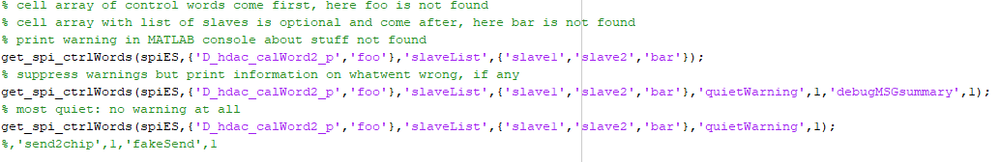 % cell array of control words come first, here foo is not found
% cell array with list of slaves is optional and come after, here bar is not found
% print warning in MATLAB console about stuff not found
get_spi_ctrlWords(spiES,{'D_hdac_calWord2_p','foo'},'slaveList',{'slave1','slave2','bar'});
% suppress warnings but print information on whatwent wrong, if any
get_spi_ctrlWords(spiES,{'D_hdac_calWord2_p','foo'},'slaveList',{'slave1','slave2','bar'},'quietWarning',1,'debugMSGsummary',1);
% most quiet: no warning at all
get_spi_ctrlWords(spiES,{'D_hdac_calWord2_p','foo'},'slaveList',{'slave1','slave2','bar'},'quietWarning',1);
%,'send2chip',1,'fakeSend',1